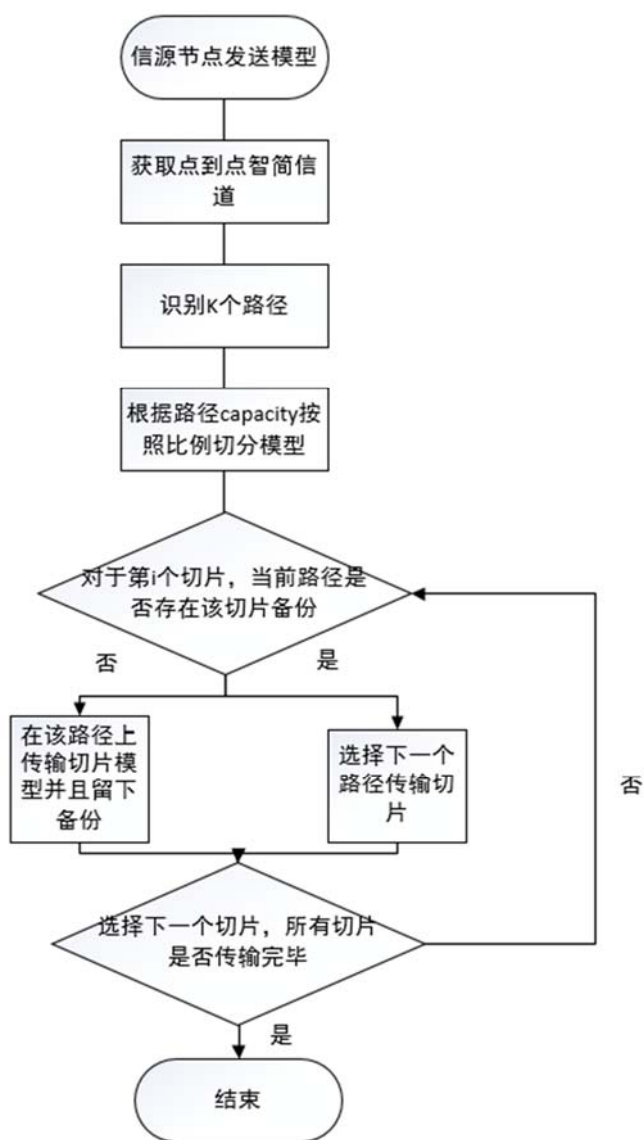 信源节点发送模型
获取点到点智简信
道
识别K个路径
根据路径capacity按
照比例切分模型
对于第i个切片，当前路径是
否存在该切片备份
否
是
在该路径上
传输切片模
型并且留下
备份
选择下一个
路径传输切
片
否
选择下一个切片，所有切片
是否传输完毕
是
结束